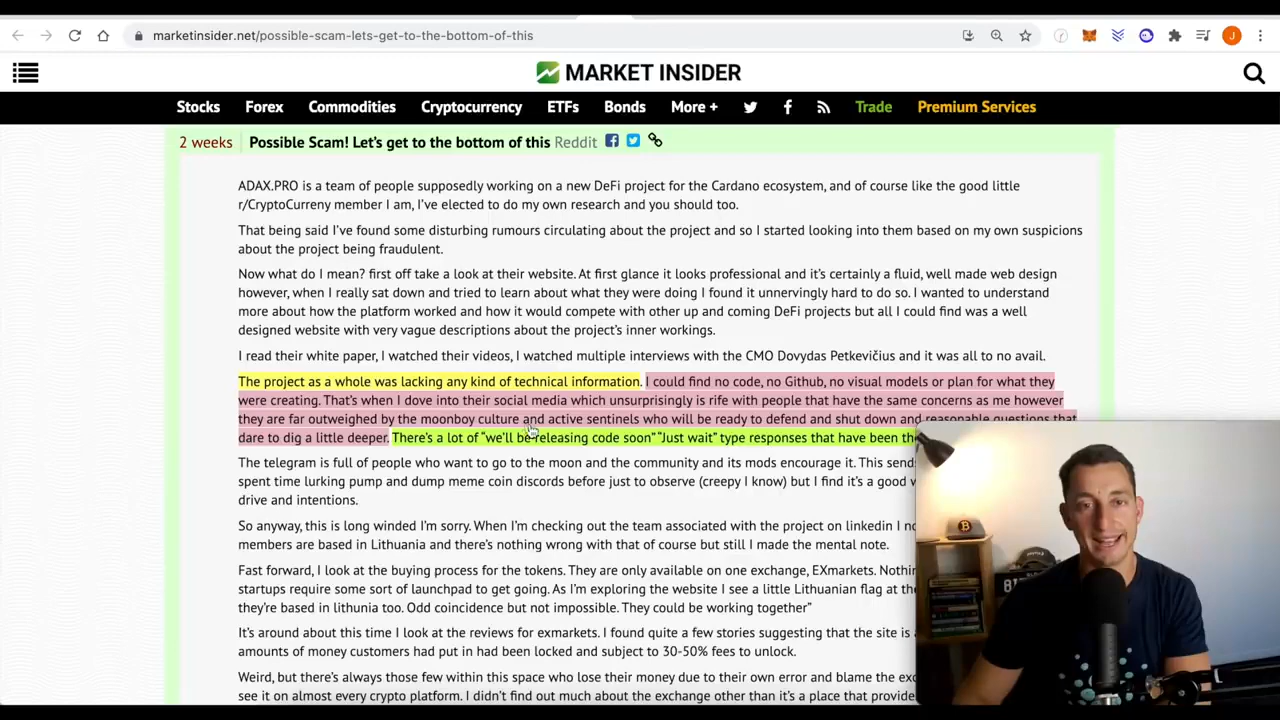 marketinsider.net/possible-scam-lets-get-to-the-bottom-of-this
J
MARKET INSIDER
Stocks Forex Commodities Cryptocurrency ETFs Bonds More + Trade Premium Services
2 weeks Possible Scam! Let's get to the bottom of this Reddit
ADAX.PRO is a team of people supposedly working on a new DeFi project for the Cardano ecosystem, and of course like the good little
r/CryptoCurreny member I am, I've elected to do my own research and you should too.
That being said I've found some disturbing rumours circulating about the project and so I started looking into them based on my own suspicions
about the project being fraudulent.
Now what do I mean? first off take a look at their website. At first glance it looks professional and it's certainly a fluid, well made web design
however, when I really sat down and tried to learn about what they were doing I found it unnervingly hard to do so. I wanted to understand
more about how the platform worked and how it would compete with other up and coming DeFi projects but all I could find was a well
designed website with very vague descriptions about the project's inner workings.
I read their white paper, I watched their videos, I watched multiple interviews with the CMO Dovydas Petkevičius and it was all to no avail.
The project as a whole was lacking any kind of technical information. I could find no code, no Github, no visual models or plan for what they
were creating. That's when I dove into their social media which unsurprisingly is rife with people that have the same concerns as me however
they are far outweighed by the moonboy culture and active sentinels who will be ready to defend and shut down and reasonable questions that
dare to dig a little deeper. There's a lot of "we'll be releasing code soon" "Just wait" type responses that have been
The telegram is full of people who want to go to the moon and the community and its mods encourage it. This
spent time lurking pump and dump meme coin discords before just to observe (creepy I know) but I find it's a good
drive and intentions.
So anyway, this is long winded I'm sorry. When I'm checking out the team associated with the project on linkedin I
members are based in Lithuania and there's nothing wrong with that of course but still I made the mental note.
Fast forward, I look at the buying process for the tokens. They are only available on one exchange, EXmarkets.
startups require some sort of launchpad to get going. As I'm exploring the website I see a little Lithuanian flag at
they're based in lithunia too. Odd coincidence but not impossible. They could be working together"
It's around about this time I look at the reviews for exmarkets. I found quite a few stories suggesting that the site is
amounts of money customers had put in had been locked and subject to 30-50% fees to unlock.
Weird, but there's always those few within this space who lose their money due to their own error and blame the
see it on almost every crypto platform. I didn't find out much about the exchange other than it's a place that